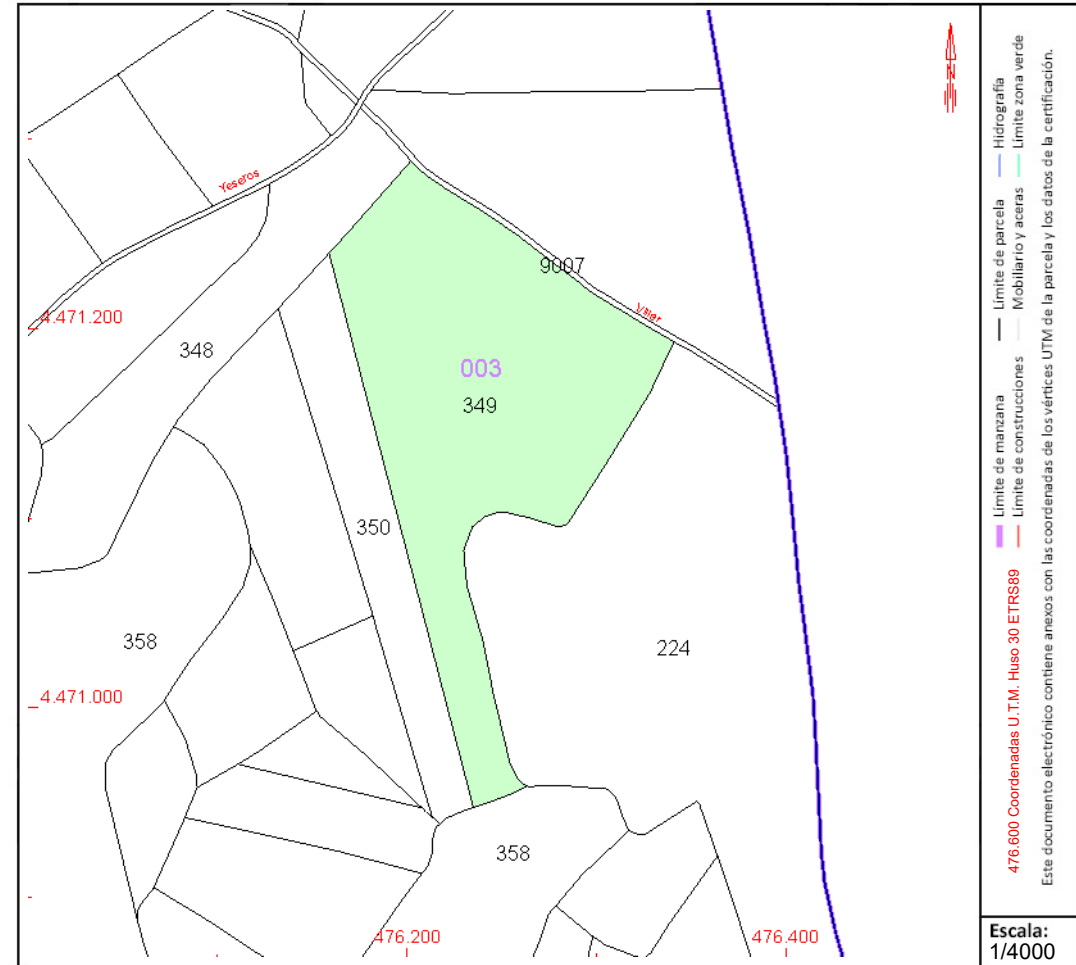 Yeseros
9007
4.471.200
Viller
348
003
349
350
358
224
4.471.000
358
476.200
476.400
N
Límite de manzana
Límite de parcela
Hidrografía
Límite de construcciones
Mobiliario y aceras
Límite zona verde
476.600 Coordenadas U.T.M. Huso 30 ETRS89
Este documento electrónico contiene anexos con las coordenadas de los vértices UTM de la parcela y los datos de la certificación.
Escala:
1/4000